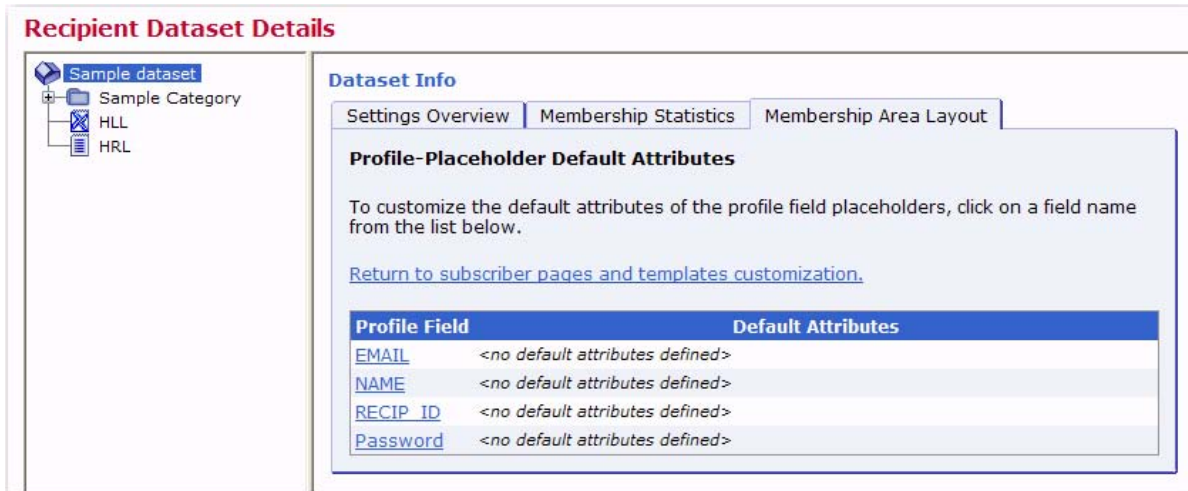 Recipient Dataset Details
Sample dataset
Sample Category
HLL
HRL
Dataset Info
Settings Overview
Membership Statistics
Membership Area Layout
Profile-Placeholder Default Attributes
To customize the default attributes of the profile field placeholders, click on a field name
from the list below.
Return to subscriber pages and templates customization.
Profile Field Default Attributes
EMAIL <no default attributes defined>
NAME <no default attributes defined>
RECIP_ID <no default attributes defined>
Password <no default attributes defined>